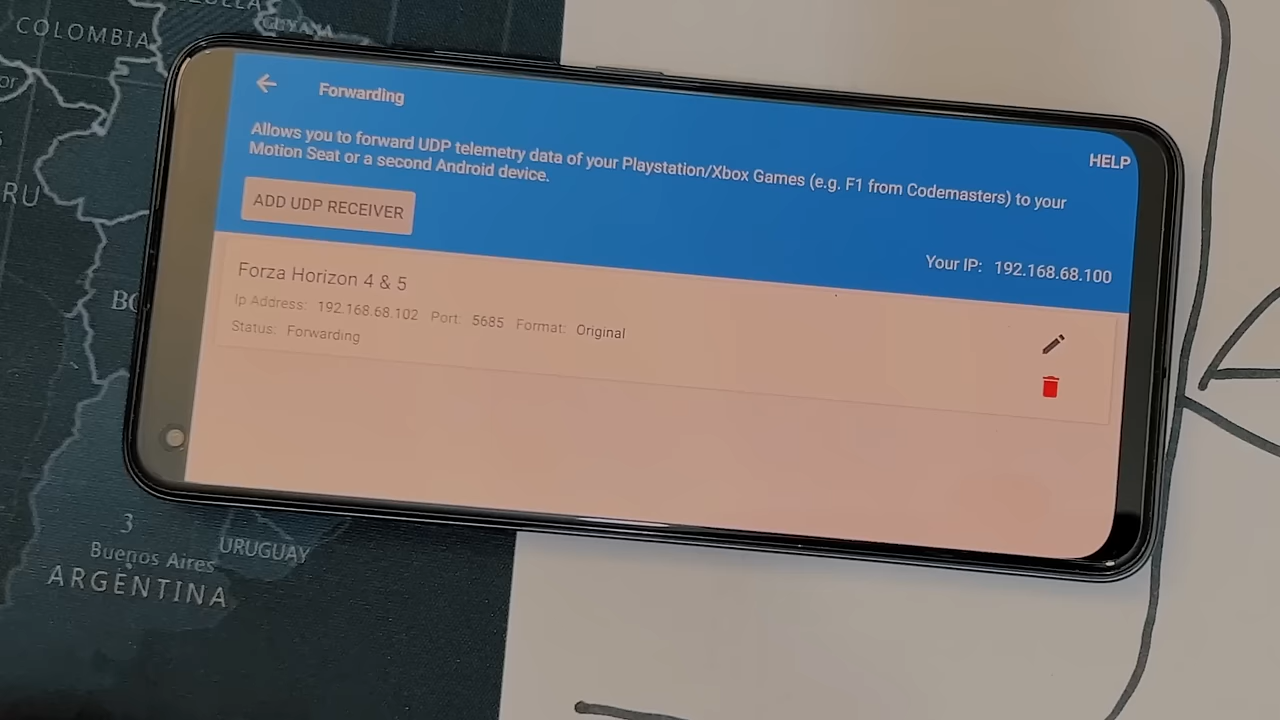 COLOMBIA
GUYANA
RU
Forwarding
HELP
Allows you to forward UDP telemetry data of your Playstation/Xbox Games (e.g. F1 from Codemasters) to your
Motion Seat or a second Android device.
ADD UDP RECEIVER
Your IP: 192.168.68.100
Forza Horizon 4 & 5
Ip Address: 192.168.68.102 Port: 5685 Format: Original
Status: Forwarding
3
Buenos Aires
URUGUAY
ARGENTINA